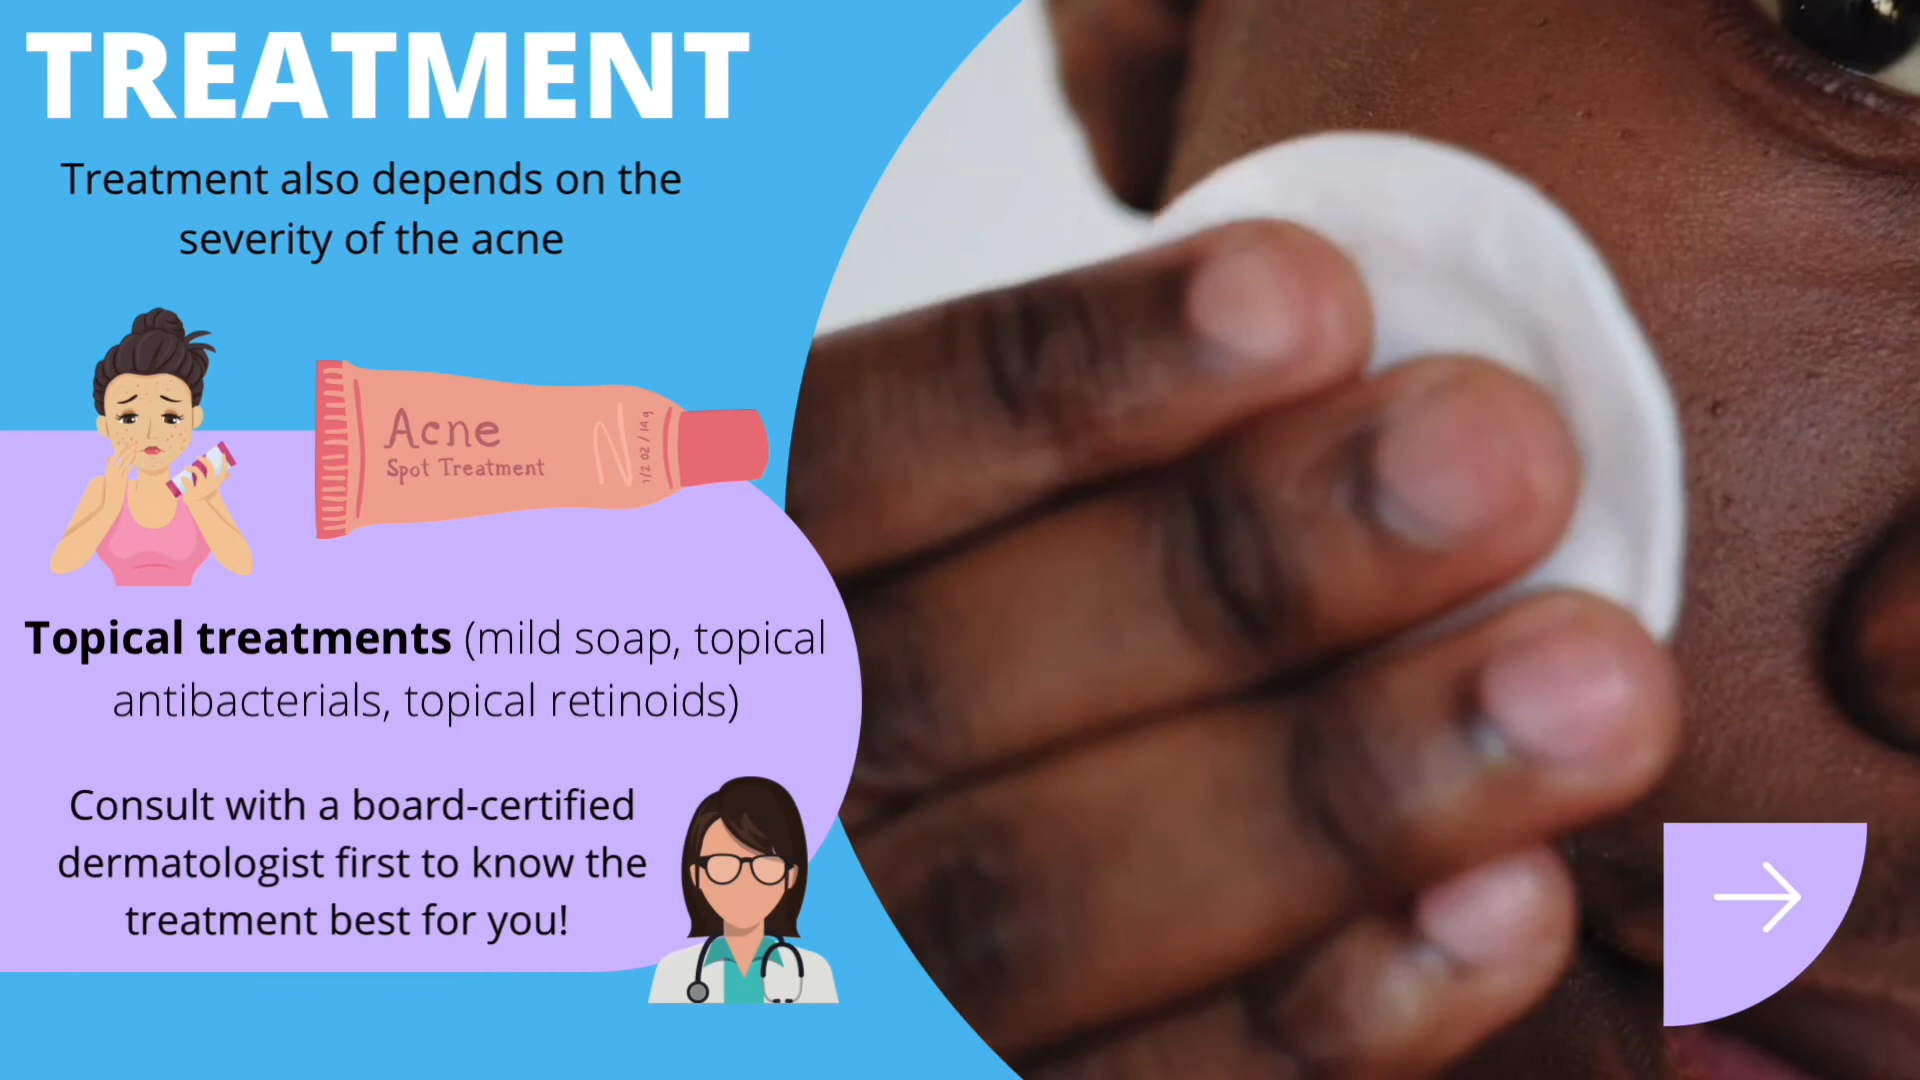 TREATMENT
Treatment also depends on the
severity of the acne
Acne
Spot Treatment
1/2 oz / 14 g
Topical treatments (mild soap, topical
antibacterials, topical retinoids)
Consult with a board-certified
dermatologist first to know the
treatment best for you!